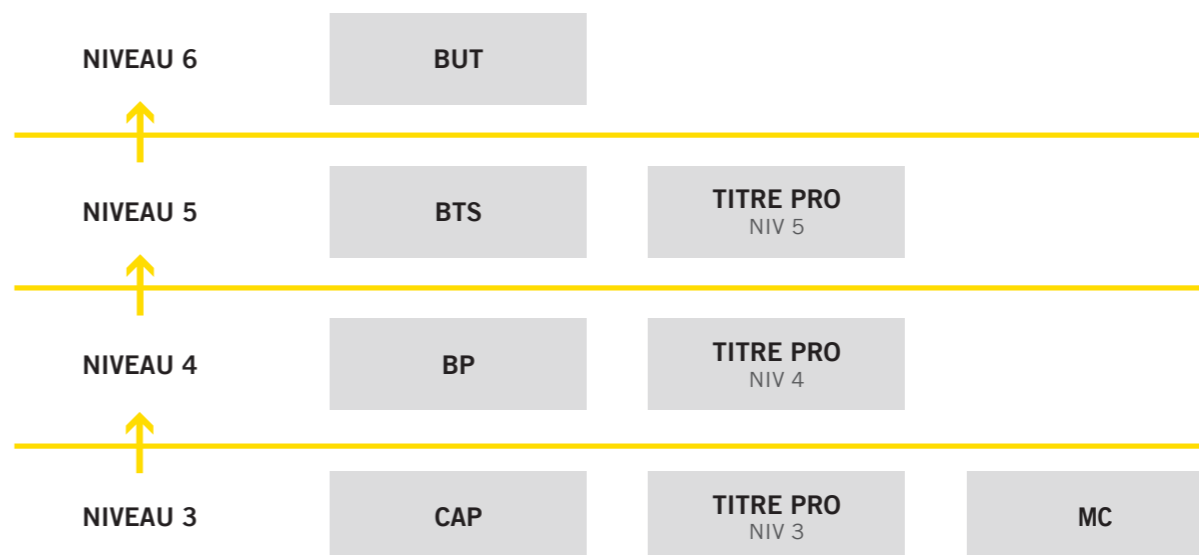 NIVEAU 6
BUT
NIVEAU 5
BTS
TITRE PRO
NIV 5
NIVEAU 4
BP
TITRE PRO
NIV 4
NIVEAU 3
CAP
TITRE PRO
NIV 3
MC